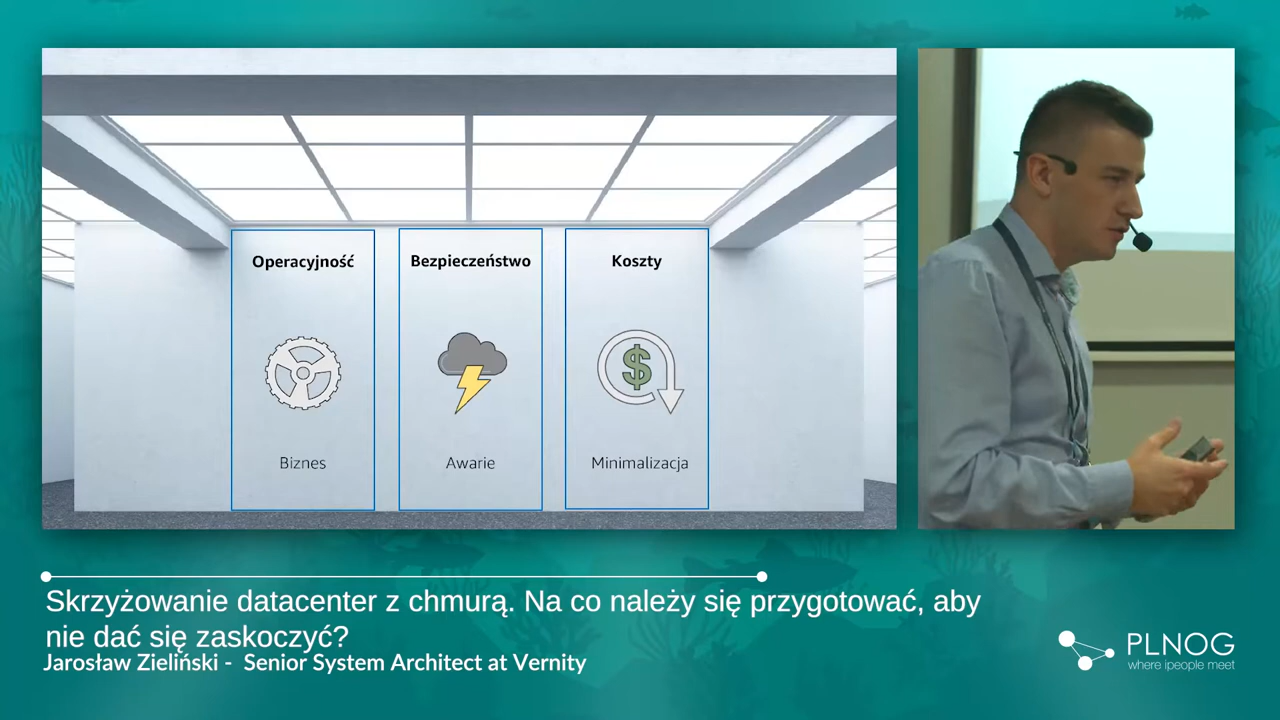 Operacyjność
Bezpieczeństwo
Koszty
Biznes
Awarie
Minimalizacja
Skrzyżowanie datacenter z chmurą. Na co należy się przygotować, aby
nie dać się zaskoczyć?
Jarosław Zieliński - Senior System Architect at Vernity
PLNOG
where ipeople meet